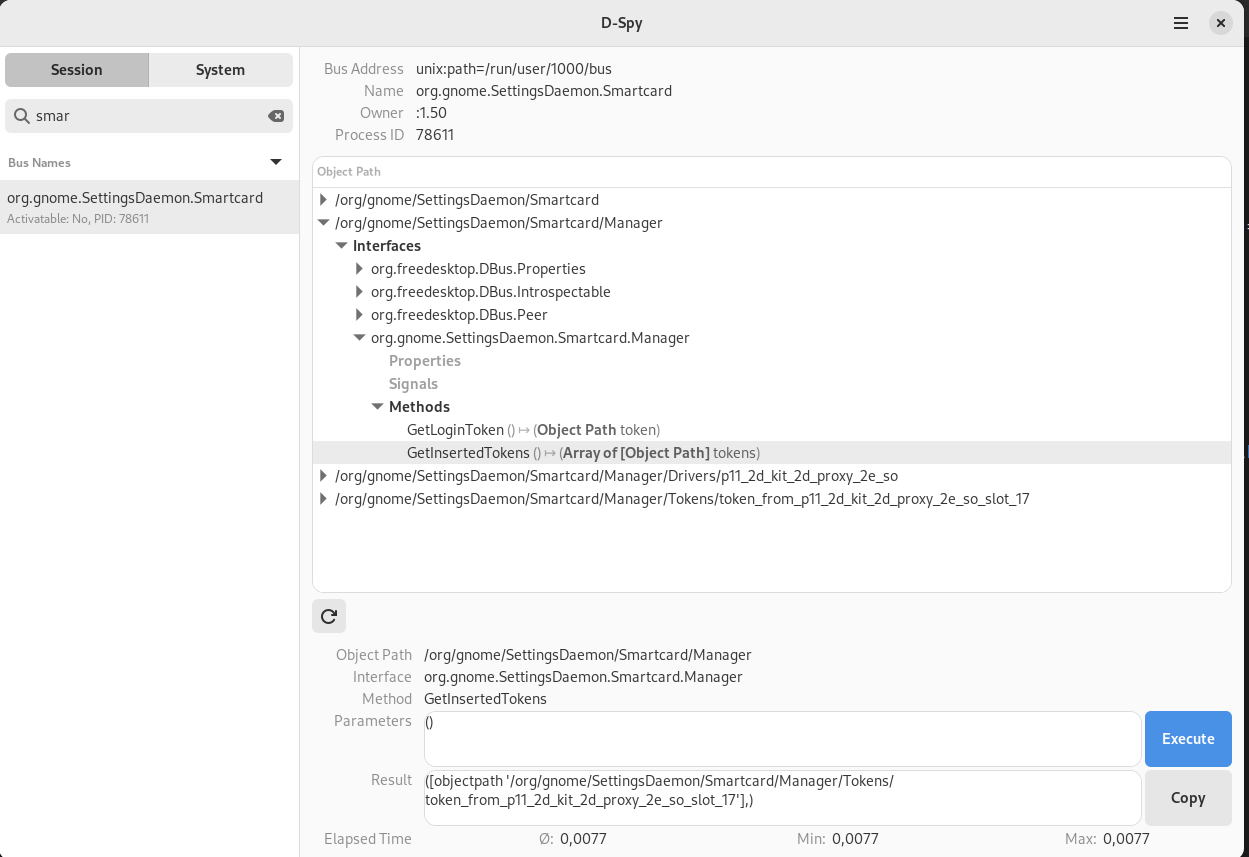 D-Spy
Session
System
smar
Bus Names
org.gnome.SettingsDaemon.Smartcard
Activatable: No, PID: 78611
Bus Address unix:path=/run/user/1000/bus
Name org.gnome.SettingsDaemon.Smartcard
Owner :1.50
Process ID 78611
Object Path
/org/gnome/SettingsDaemon/Smartcard
/org/gnome/SettingsDaemon/Smartcard/Manager
Interfaces
org.freedesktop.DBus.Properties
org.freedesktop.DBus.Introspectable
org.freedesktop.DBus.Peer
org.gnome.SettingsDaemon.Smartcard.Manager
Properties
Signals
Methods
GetLoginToken () ↦ (Object Path token)
GetInsertedTokens () ↦ (Array of [Object Path] tokens)
/org/gnome/SettingsDaemon/Smartcard/Manager/Drivers/p11_2d_kit_2d_proxy_2e_so
/org/gnome/SettingsDaemon/Smartcard/Manager/Tokens/token_from_p11_2d_kit_2d_proxy_2e_so_slot_17
Object Path /org/gnome/SettingsDaemon/Smartcard/Manager
Interface org.gnome.SettingsDaemon.Smartcard.Manager
Method GetInsertedTokens
Parameters ()
Execute
Result ([objectpath '/org/gnome/SettingsDaemon/Smartcard/Manager/Tokens/
token_from_p11_2d_kit_2d_proxy_2e_so_slot_17'],)
Copy
Elapsed Time Ø: 0,0077 Min: 0,0077 Max: 0,0077